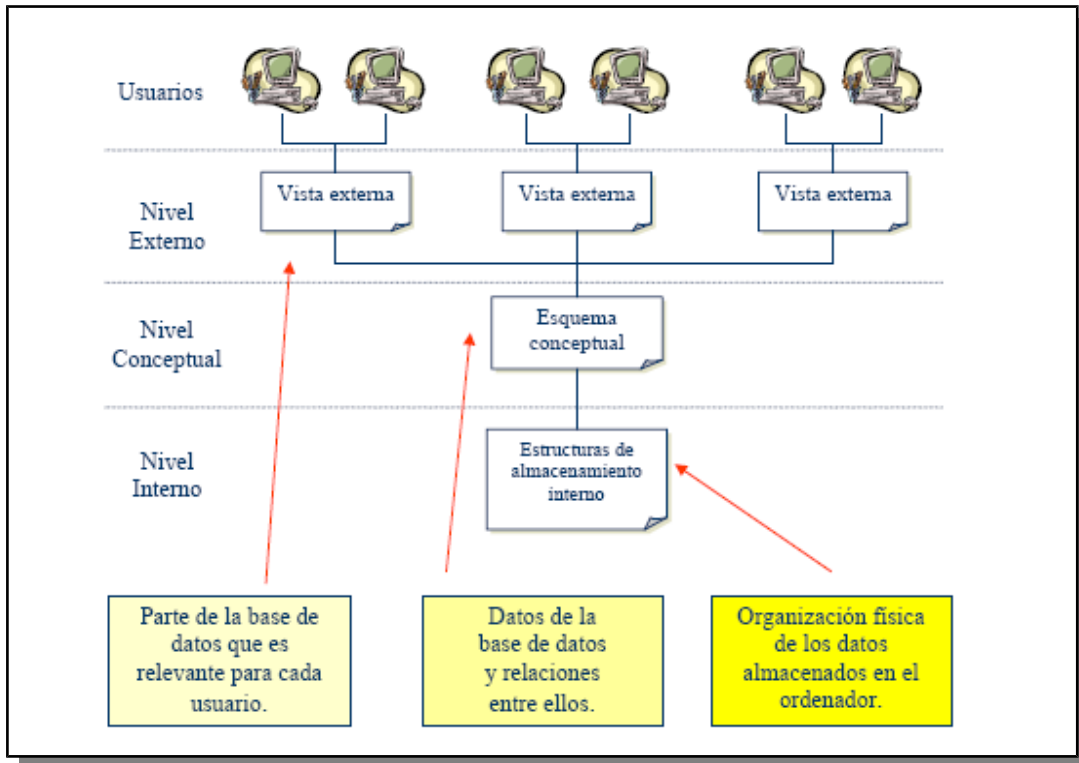 Usuarios
Vista externa
Vista externa
Vista externa
Nivel
Externo
Nivel
Conceptual
Esquema
conceptual
Nivel
Interno
Estructuras de
almacenamiento
interno
Parte de la base de
datos que es
relevante para cada
usuario.
Datos de la
base de datos
y relaciones
entre ellos.
Organización física
de los datos
almacenados en el
ordenador.